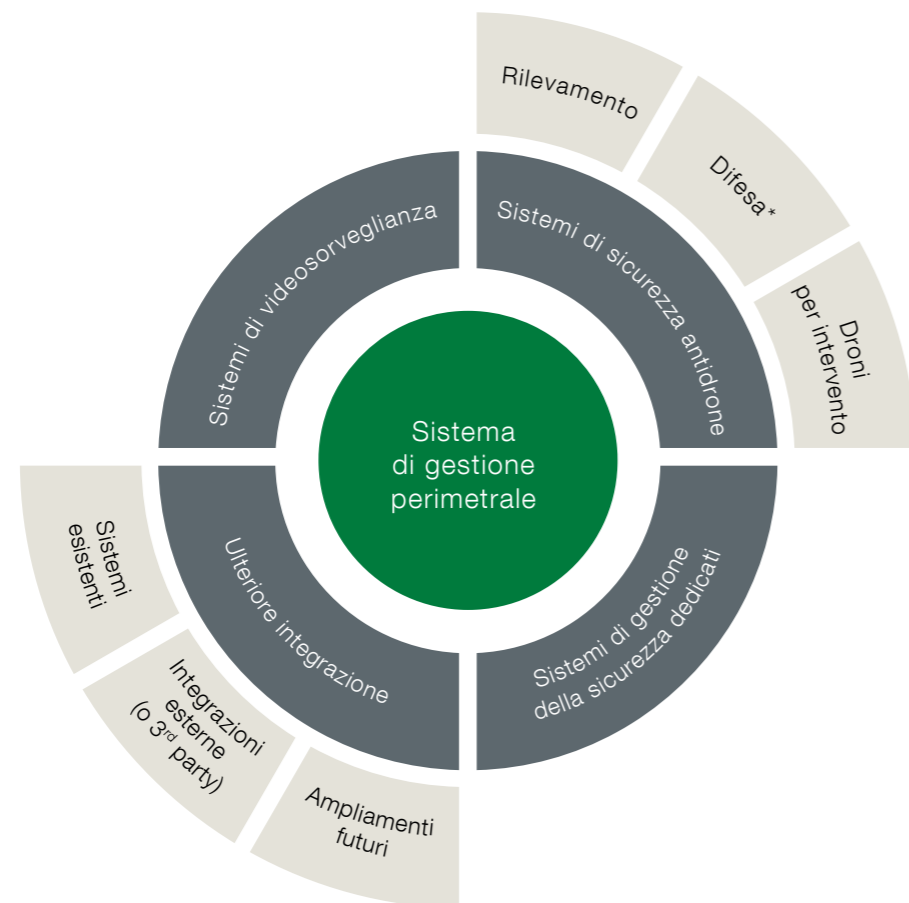 Rilevamento
Difesa*
Droni
per intervento
Sistemi di videosorveglianza
Sistemi di sicurezza antidrone
Sistema
di gestione
perimetrale
Sistemi
esistenti
Ulteriore integrazione
Sistemi di gestione
della sicurezza dedicati
Integrazioni
esterne
(o 3rd party)
Ampliamenti
futuri